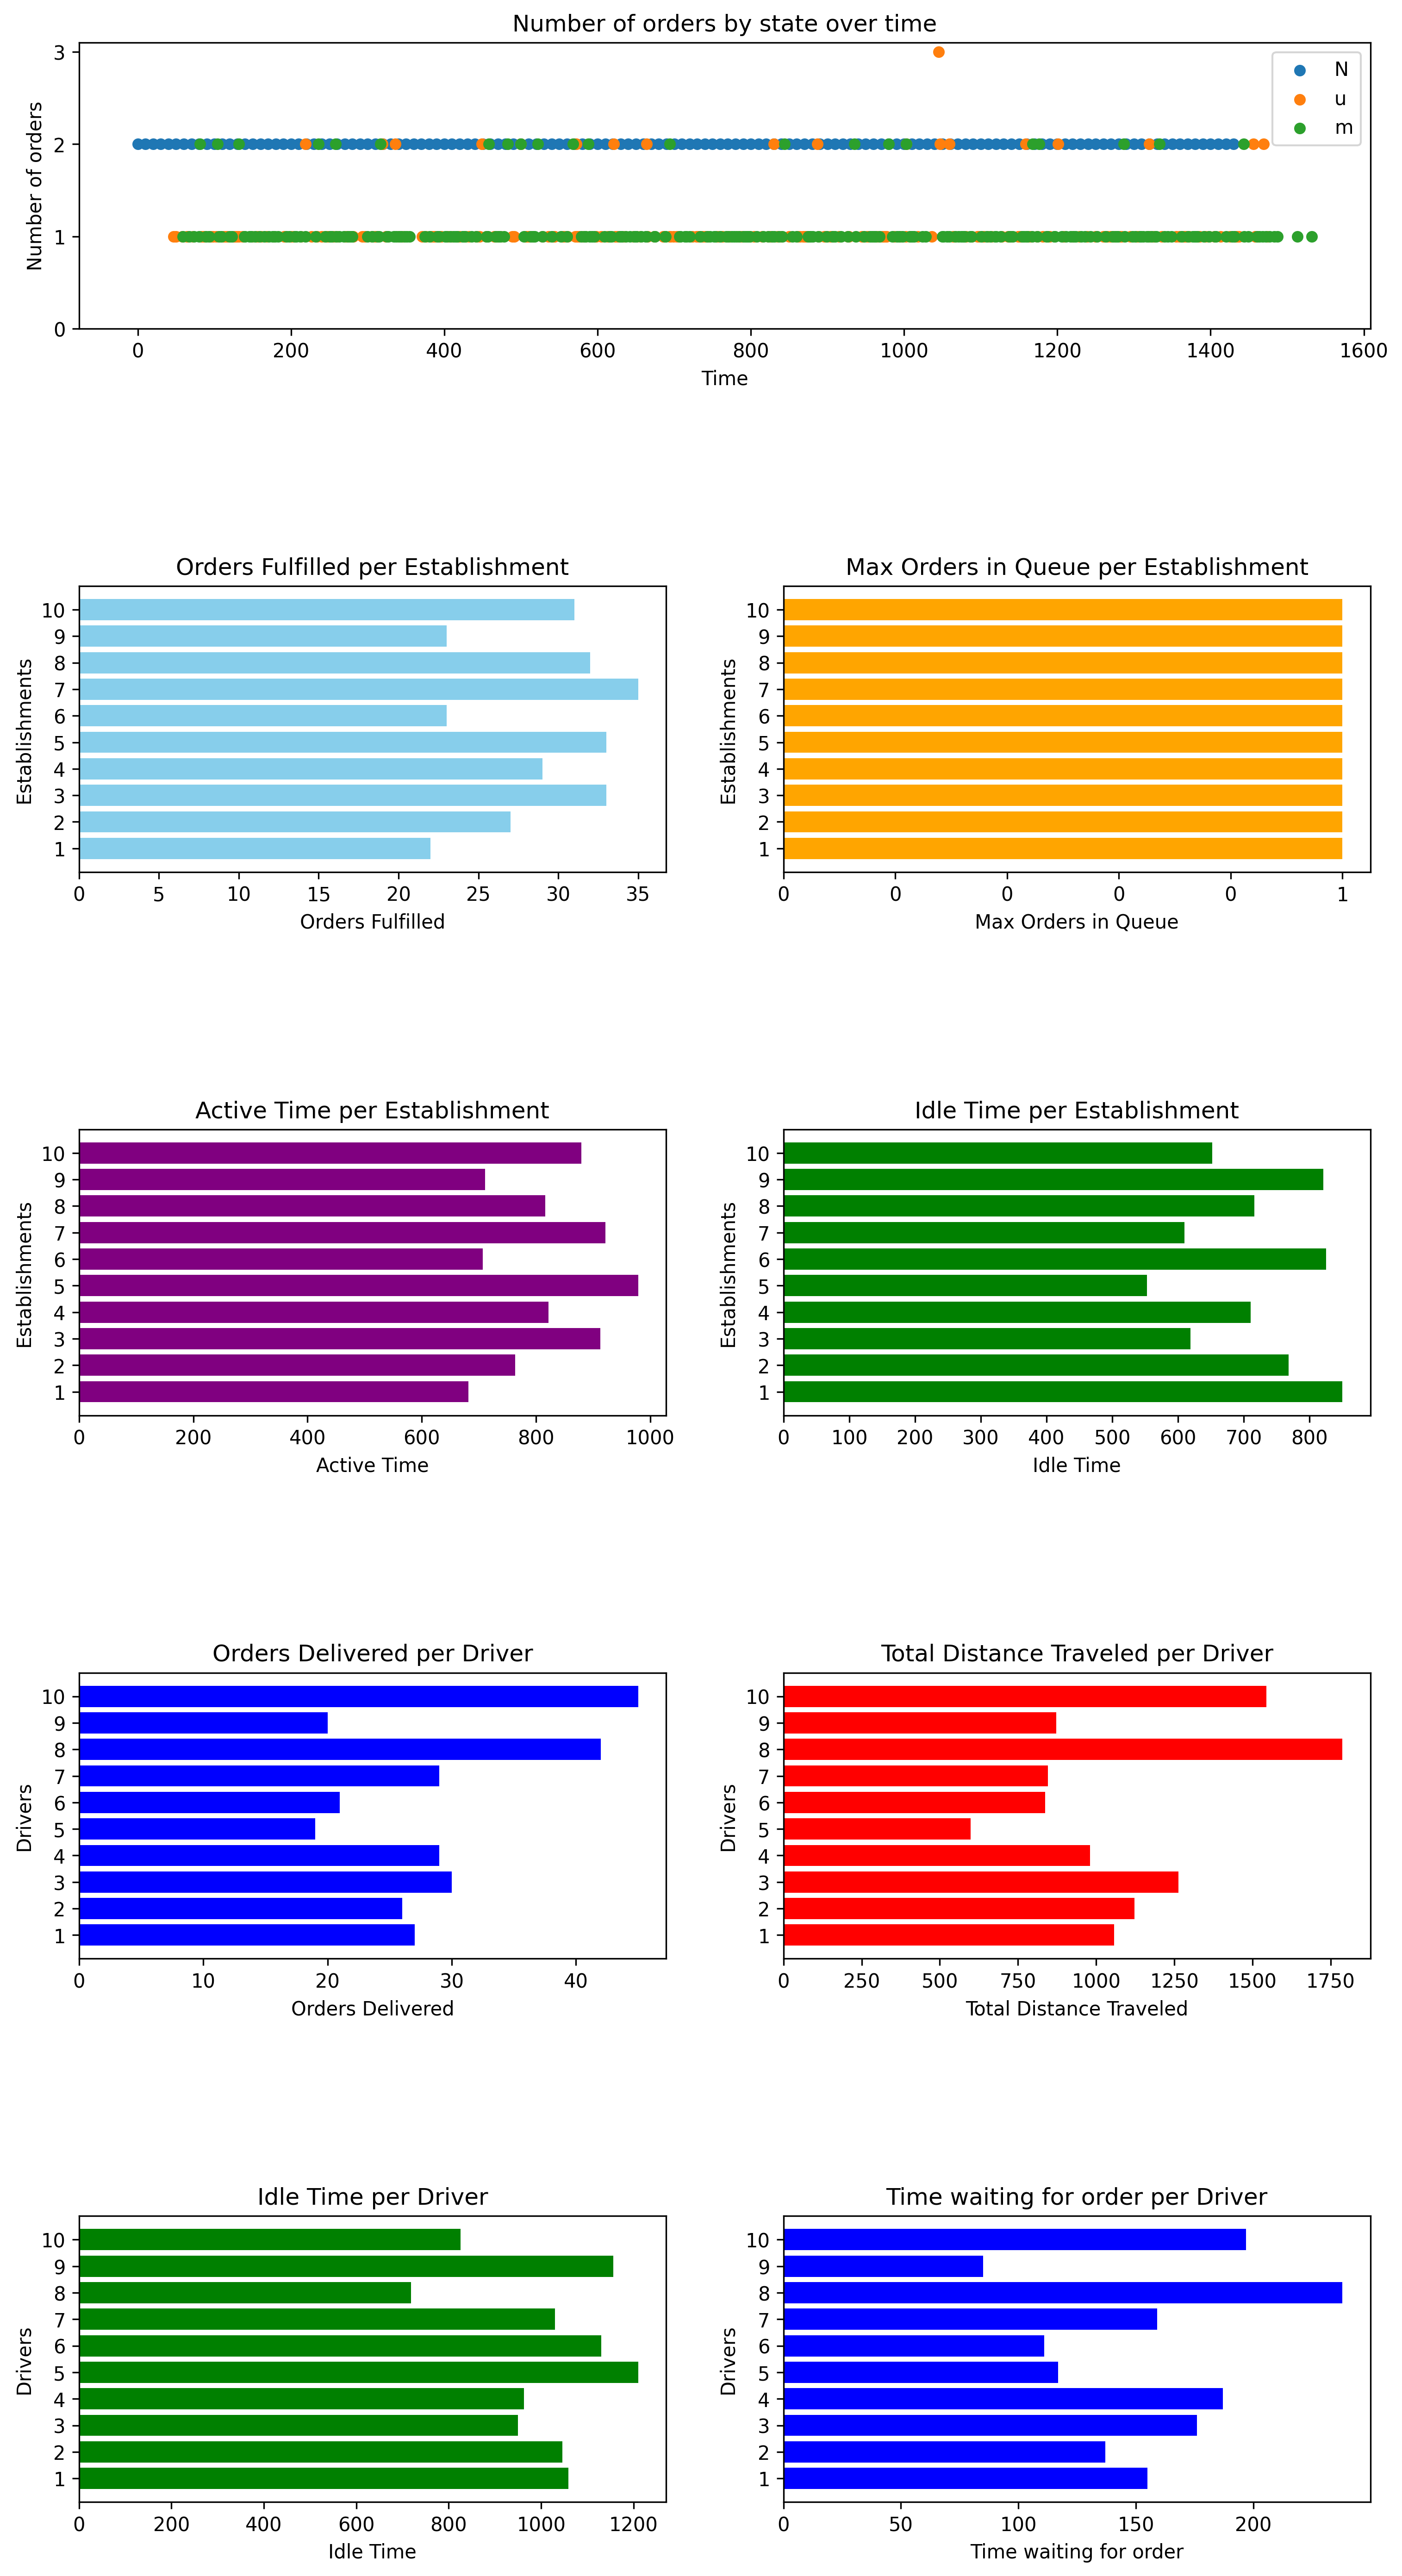 Number of orders by state over time
Number of orders
3
2
1
0
N
u
m
0 200 400 600 800 1000 1200 1400 1600
Time
Orders Fulfilled per Establishment
Establishments
10
9
8
7
6
5
4
3
2
1
0 5 10 15 20 25 30 35
Orders Fulfilled
Max Orders in Queue per Establishment
Establishments
10
9
8
7
6
5
4
3
2
1
0 0 0 0 0 1
Max Orders in Queue
Active Time per Establishment
Establishments
10
9
8
7
6
5
4
3
2
1
0 200 400 600 800 1000
Active Time
Idle Time per Establishment
Establishments
10
9
8
7
6
5
4
3
2
1
0 100 200 300 400 500 600 700 800
Idle Time
Orders Delivered per Driver
Drivers
10
9
8
7
6
5
4
3
2
1
0 10 20 30 40
Orders Delivered
Total Distance Traveled per Driver
Drivers
10
9
8
7
6
5
4
3
2
1
0 250 500 750 1000 1250 1500 1750
Total Distance Traveled
Idle Time per Driver
Drivers
10
9
8
7
6
5
4
3
2
1
0 200 400 600 800 1000 1200
Idle Time
Time waiting for order per Driver
Drivers
10
9
8
7
6
5
4
3
2
1
0 50 100 150 200
Time waiting for order